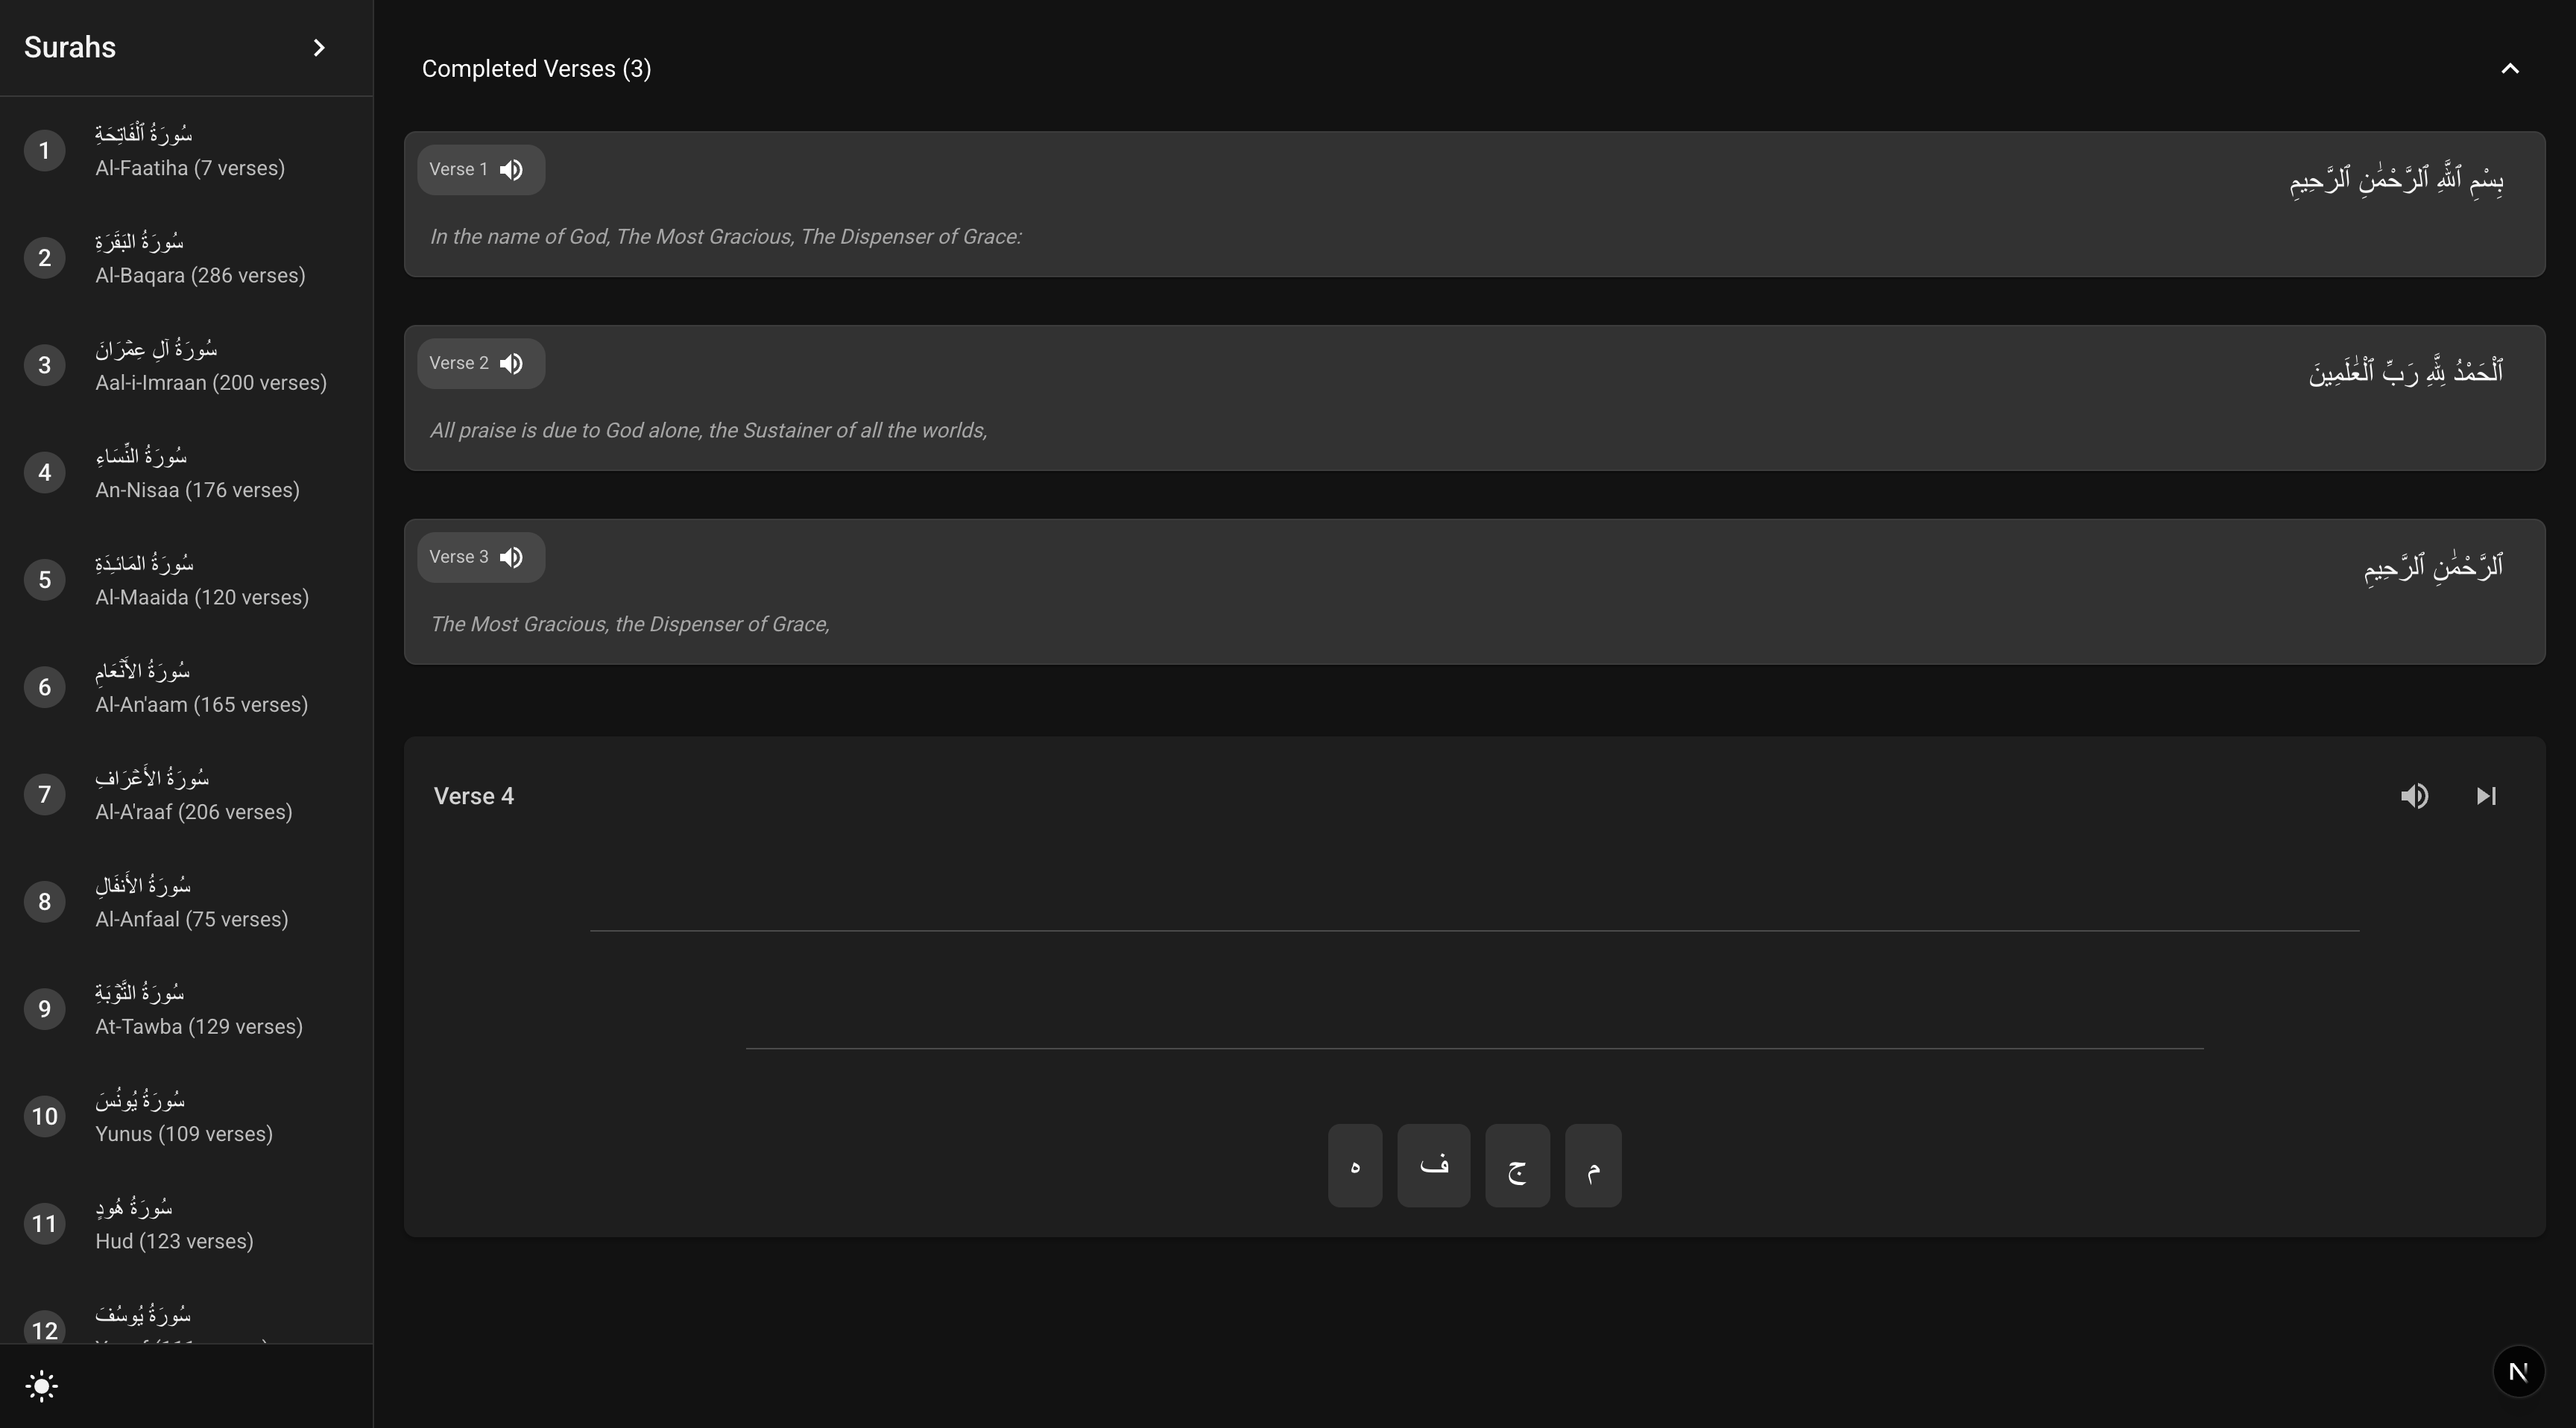 Surahs
1
سُورَةُ ٱلْفَاتِحَةِ
Al-Faatiha (7 verses)
2
سُورَةُ البَقَرَةِ
Al-Baqara (286 verses)
3
سُورَةُ آلِ عِمۡرَانَ
Aal-i-Imraan (200 verses)
4
سُورَةُ النِّسَاءِ
An-Nisaa (176 verses)
5
سُورَةُ المَائـِدَةِ
Al-Maaida (120 verses)
6
سُورَةُ الأَنۡعَامِ
Al-An'aam (165 verses)
7
سُورَةُ الأَعۡرَافِ
Al-A'raaf (206 verses)
8
سُورَةُ الأَنفَالِ
Al-Anfaal (75 verses)
9
سُورَةُ التَّوۡبَةِ
At-Tawba (129 verses)
10
سُورَةُ يُونُسَ
Yunus (109 verses)
11
سُورَةُ هُودٍ
Hud (123 verses)
12
سُورَةُ يُوسُفَ
Completed Verses (3)
Verse 1
بِسْمِ ٱللَّهِ ٱلرَّحْمَٰنِ ٱلرَّحِيمِ
In the name of God, The Most Gracious, The Dispenser of Grace:
Verse 2
ٱلْحَمْدُ لِلَّهِ رَبِّ ٱلْعَٰلَمِينَ
All praise is due to God alone, the Sustainer of all the worlds,
Verse 3
ٱلرَّحْمَٰنِ ٱلرَّحِيمِ
The Most Gracious, the Dispenser of Grace,
Verse 4
ه ف ج م
N